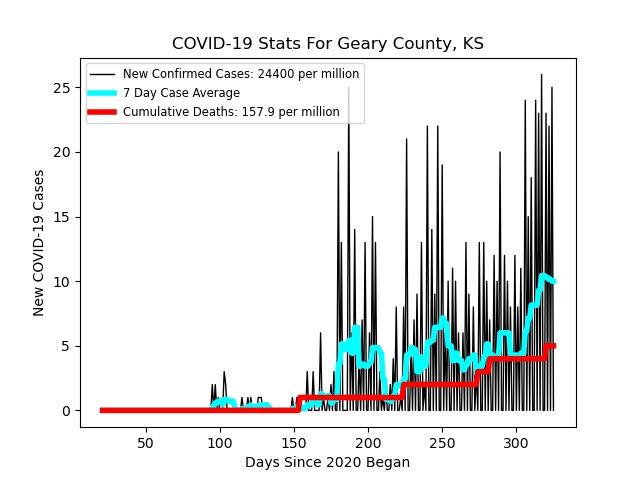 COVID-19 Stats For Geary County, KS
New Confirmed Cases: 24400 per million
7 Day Case Average
Cumulative Deaths: 157.9 per million
New COVID-19 Cases
25
20
15
10
5
0
50 100 150 200 250 300
Days Since 2020 Began